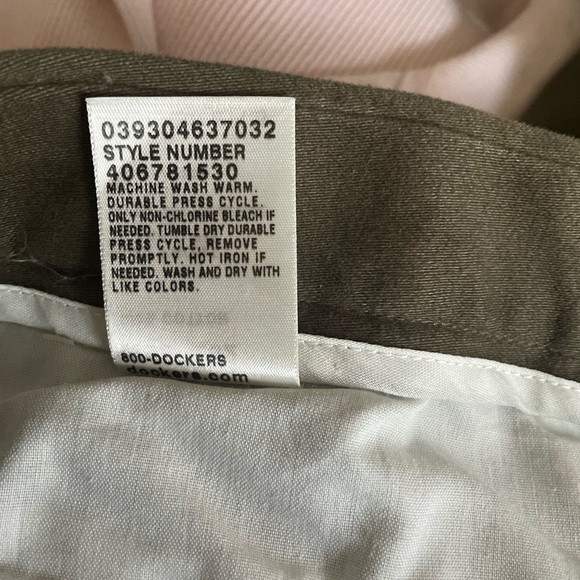 039304637032
STYLE NUMBER
406781530
MACHINE WASH WARM.
DURABLE PRESS CYCLE.
ONLY NON-CHLORINE BLEACH IF
NEEDED. TUMBLE DRY DURABLE
PRESS CYCLE, REMOVE
PROMPTLY. HOT IRON IF
NEEDED. WASH AND DRY WITH
LIKE COLORS.
800-DOCKERS
dockers.com